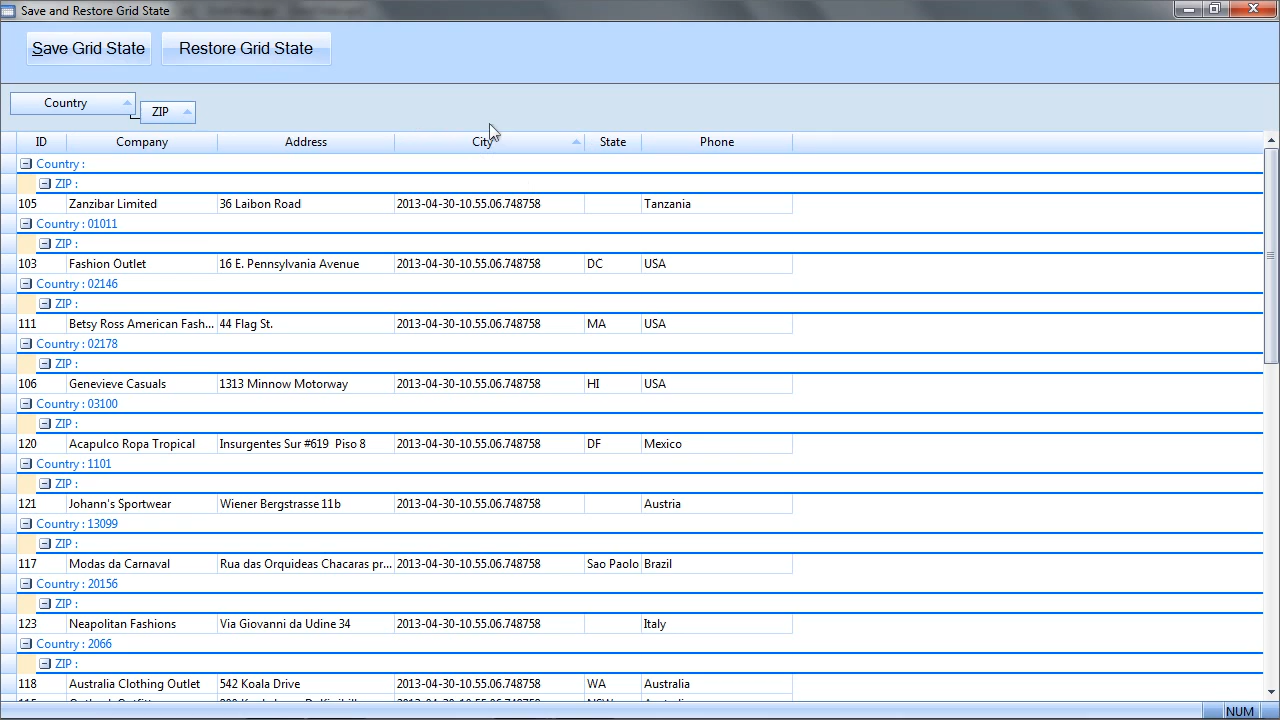 Save and Restore Grid State
Save Grid State Restore Grid State
Country
ZIP
ID Company Address City State Phone
Country :
ZIP :
105 Zanzibar Limited 36 Laibon Road 2013-04-30-10.55.06.748758 Tanzania
Country : 01011
ZIP :
103 Fashion Outlet 16 E. Pennsylvania Avenue 2013-04-30-10.55.06.748758 DC USA
Country : 02146
ZIP :
111 Betsy Ross American Fash... 44 Flag St. 2013-04-30-10.55.06.748758 MA USA
Country : 02178
ZIP :
106 Genevieve Casuals 1313 Minnow Motorway 2013-04-30-10.55.06.748758 HI USA
Country : 03100
ZIP :
120 Acapulco Ropa Tropical Insurgentes Sur #619 Piso 8 2013-04-30-10.55.06.748758 DF Mexico
Country : 1101
ZIP :
121 Johann's Sportwear Wiener Bergstrasse 11b 2013-04-30-10.55.06.748758 Austria
Country : 13099
ZIP :
117 Modas da Carnaval Rua das Orquideas Chacaras pr... 2013-04-30-10.55.06.748758 Sao Paolo Brazil
Country : 20156
ZIP :
123 Neapolitan Fashions Via Giovanni da Udine 34 2013-04-30-10.55.06.748758 Italy
Country : 2066
ZIP :
118 Australia Clothing Outlet 542 Koala Drive 2013-04-30-10.55.06.748758 WA Australia
NUM